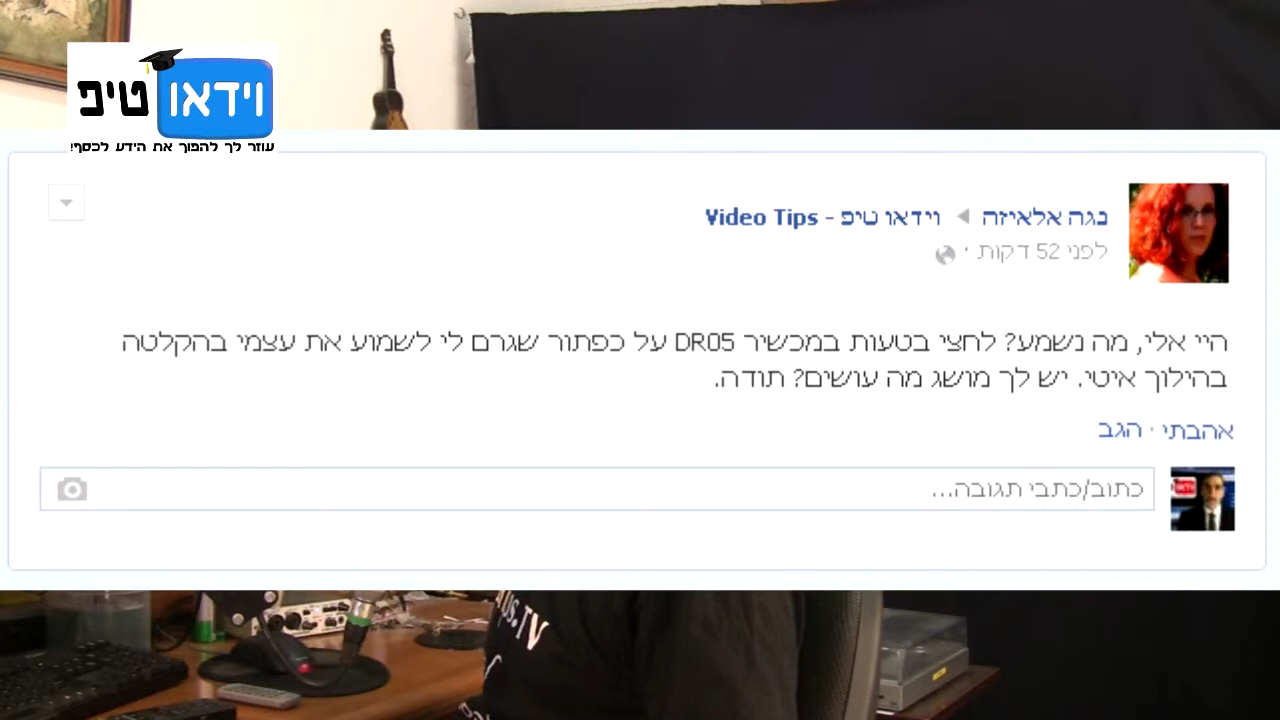 וידאו טיפ
עוזר לך להפוך את הידע לכסף!
נגה אלאיזה ◀ וידאו טיפ - Video Tips
לפני 52 דקות ·
היי אלי, מה נשמע? לחצי בטעות במכשיר DR05 על כפתור שגרם לי לשמוע את עצמי בהקלטה
בהילוך איטי. יש לך מושג מה עושים? תודה.
אהבתי · הגב
כתוב/כתבי תגובה...